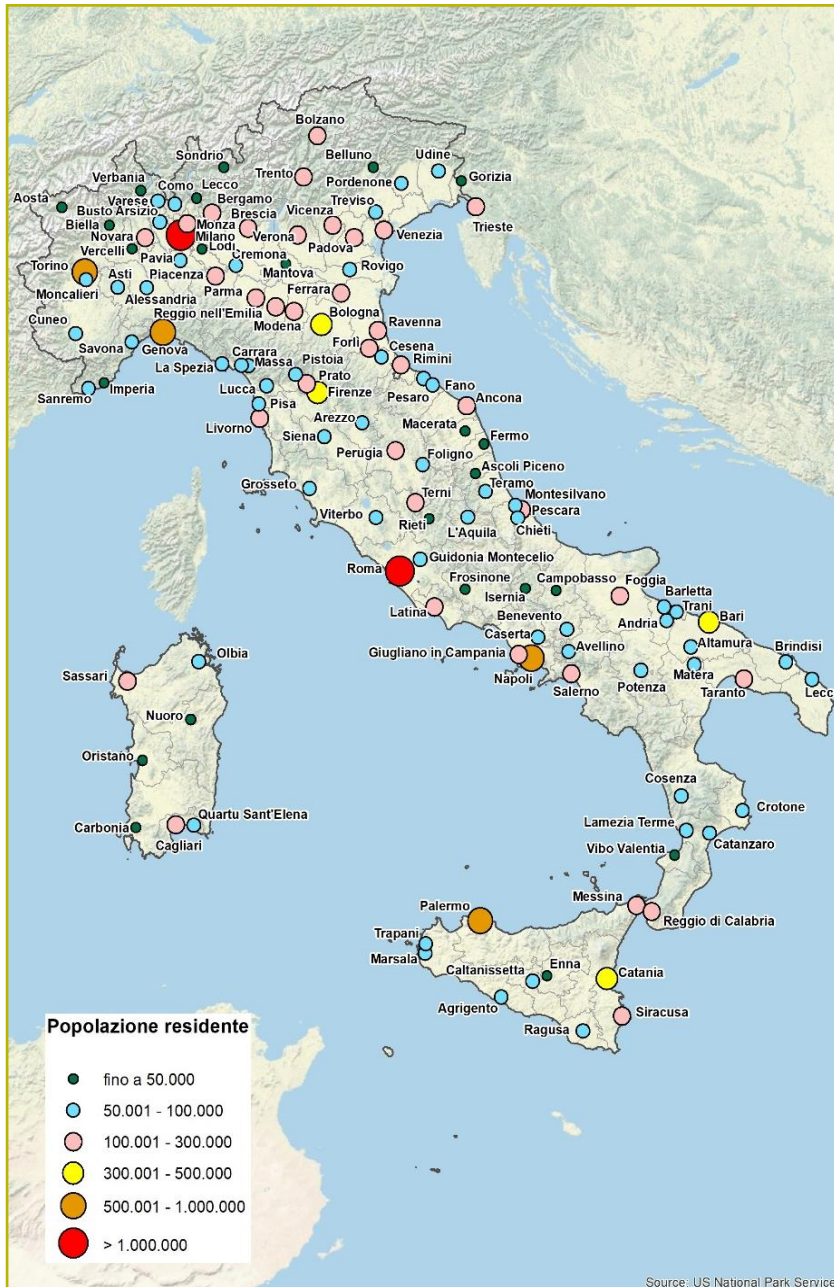 Bolzano
Sondrio
Belluno
Udine
Verbania
Como
Lecco
Trento
Pordenone
Gorizia
Aosta
Varese
Bergamo
Treviso
Busto Arsizio
Brescia
Vicenza
Trieste
Biella
Monza
Novara
Milano
Verona
Padova
Venezia
Vercelli
Lodi
Torino
Pavia
Cremona
Mantova
Rovigo
Asti
Piacenza
Moncalieri
Parma
Ferrara
Alessandria
Reggio nell'Emilia
Bologna
Cuneo
Modena
Ravenna
Savona
Genova
Forlì
Cesena
Carrara
Pistoia
Rimini
La Spezia
Massa
Prato
Imperia
Lucca
Firenze
Pesaro
Fano
Sanremo
Pisa
Ancona
Livorno
Arezzo
Macerata
Siena
Fermo
Perugia
Foligno
Ascoli Piceno
Grosseto
Teramo
Terni
Montesilvano
Viterbo
Pescara
Rieti
L'Aquila
Chieti
Guidonia Montecelio
Roma
Frosinone
Campobasso
Foggia
Isernia
Barletta
Latina
Trani
Benevento
Bari
Caserta
Andria
Giugliano in Campania
Avellino
Altamura
Brindisi
Olbia
Napoli
Salerno
Potenza
Matera
Taranto
Lecc
Sassari
Nuoro
Oristano
Cosenza
Crotone
Quartu Sant'Elena
Carbonia
Lamezia Terme
Cagliari
Catanzaro
Vibo Valentia
Messina
Palermo
Reggio di Calabria
Trapani
Marsala
Caltanissetta
Enna
Catania
Agrigento
Siracusa
Ragusa
Popolazione residente
fino a 50.000
50.001 - 100.000
100.001 - 300.000
300.001 - 500.000
500.001 - 1.000.000
> 1.000.000
Source: US National Park Service